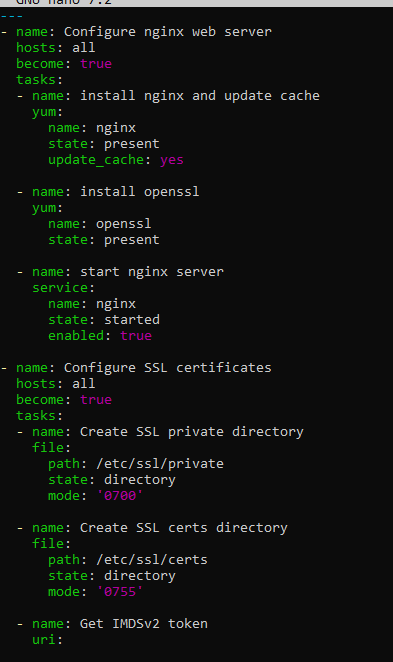 GNU nano 7.2
---
- name: Configure nginx web server
  hosts: all
  become: true
  tasks:
  - name: install nginx and update cache
    yum:
      name: nginx
      state: present
      update_cache: yes

  - name: install openssl
    yum:
      name: openssl
      state: present

  - name: start nginx server
    service:
      name: nginx
      state: started
      enabled: true

- name: Configure SSL certificates
  hosts: all
  become: true
  tasks:
  - name: Create SSL private directory
    file:
      path: /etc/ssl/private
      state: directory
      mode: '0700'

  - name: Create SSL certs directory
    file:
      path: /etc/ssl/certs
      state: directory
      mode: '0755'

  - name: Get IMDSv2 token
    uri: